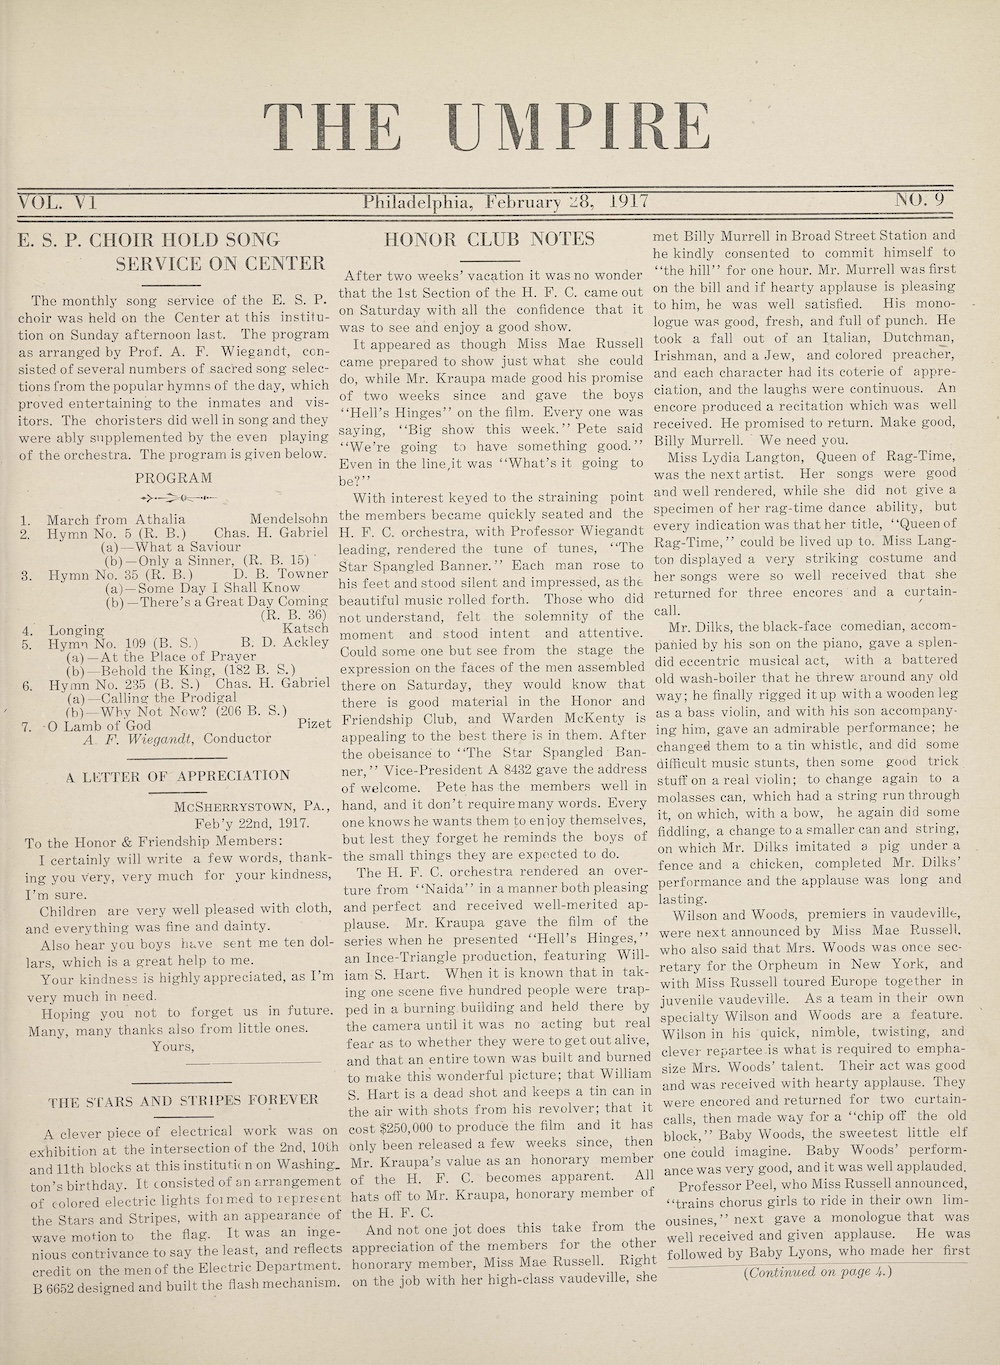 THE UMPIRE
VOL. VI
Philadelphia, February 28, 1917
NO. 9
E. S. P. CHOIR HOLD SONG
SERVICE ON CENTER
The monthly song service of the E. S. P.
choir was held on the Center at this institu-
tion on Sunday afternoon last. The program
as arranged by Prof. A. F. Wiegandt, con-
sisted of several numbers of sacred song selec-
tions from the popular hymns of the day, which
proved entertaining to the inmates and vis-
itors. The choristers did well in song and they
were ably supplemented by the even playing
of the orchestra. The program is given below.
PROGRAM
1. March from Athalia Mendelsohn
2. Hymn No. 5 (R. B.) Chas. H. Gabriel
(a)—What a Saviour
(b)—Only a Sinner, (R. B. 15)
3. Hymn No. 35 (R. B.) D. B. Towner
(a)—Some Day I Shall Know
(b)—There's a Great Day Coming
(R. B. 36)
4. Longing Katsch
5. Hymn No. 109 (B. S.) B. D. Ackley
(a)—At the Place of Prayer
(b)—Behold the King, (182 B. S.)
6. Hymn No. 235 (B. S.) Chas. H. Gabriel
(a)—Calling the Prodigal
(b)—Why Not Now? (206 B. S.)
7. O Lamb of God Pizet
A. F. Wiegandt, Conductor
A LETTER OF APPRECIATION
McSHERRYSTOWN, PA.,
Feb'y 22nd, 1917.
To the Honor & Friendship Members:
I certainly will write a few words, thank-
ing you very, very much for your kindness,
I'm sure.
Children are very well pleased with cloth,
and everything was fine and dainty.
Also hear you boys have sent me ten dol-
lars, which is a great help to me.
Your kindness is highly appreciated, as I'm
very much in need.
Hoping you not to forget us in future.
Many, many thanks also from little ones.
Yours,
THE STARS AND STRIPES FOREVER
A clever piece of electrical work was on
exhibition at the intersection of the 2nd, 10th
and 11th blocks at this institution on Washing-
ton's birthday. It consisted of an arrangement
of colored electric lights formed to represent
the Stars and Stripes, with an appearance of
wave motion to the flag. It was an inge-
nious contrivance to say the least, and reflects
credit on the men of the Electric Department.
B 6652 designed and built the flash mechanism.
HONOR CLUB NOTES
After two weeks' vacation it was no wonder
that the 1st Section of the H. F. C. came out
on Saturday with all the confidence that it
was to see and enjoy a good show.
It appeared as though Miss Mae Russell
came prepared to show just what she could
do, while Mr. Kraupa made good his promise
of two weeks since and gave the boys
"Hell's Hinges" on the film. Every one was
saying, "Big show this week." Pete said
"We're going to have something good."
Even in the line, it was "What's it going to
be?"
With interest keyed to the straining point
the members became quickly seated and the
H. F. C. orchestra, with Professor Wiegandt
leading, rendered the tune of tunes, "The
Star Spangled Banner." Each man rose to
his feet and stood silent and impressed, as the
beautiful music rolled forth. Those who did
not understand, felt the solemnity of the
moment and stood intent and attentive.
Could some one but see from the stage the
expression on the faces of the men assembled
there on Saturday, they would know that
there is good material in the Honor and
Friendship Club, and Warden McKenty is
appealing to the best there is in them. After
the obeisance to "The Star Spangled Ban-
ner," Vice-President A 8432 gave the address
of welcome. Pete has the members well in
hand, and it don't require many words. Every
one knows he wants them to enjoy themselves,
but lest they forget he reminds the boys of
the small things they are expected to do.
The H. F. C. orchestra rendered an over-
ture from "Naida" in a manner both pleasing
and perfect and received well-merited ap-
plause. Mr. Kraupa gave the film of the
series when he presented "Hell's Hinges,"
an Ince-Triangle production, featuring Will-
iam S. Hart. When it is known that in tak-
ing one scene five hundred people were trap-
ped in a burning building and held there by
the camera until it was no acting but real
fear as to whether they were to get out alive,
and that an entire town was built and burned
to make this wonderful picture; that William
S. Hart is a dead shot and keeps a tin can in
the air with shots from his revolver; that it
cost $250,000 to produce the film and it has
only been released a few weeks since, then
Mr. Kraupa's value as an honorary member
of the H. F. C. becomes apparent. All
hats off to Mr. Kraupa, honorary member of
the H. F. C.
And not one jot does this take from the
appreciation of the members for the other
honorary member, Miss Mae Russell. Right
on the job with her high-class vaudeville, she
met Billy Murrell in Broad Street Station and
he kindly consented to commit himself to
"the hill" for one hour. Mr. Murrell was first
on the bill and if hearty applause is pleasing
to him, he was well satisfied. His mono-
logue was good, fresh, and full of punch. He
took a fall out of an Italian, Dutchman,
Irishman, and a Jew, and colored preacher,
and each character had its coterie of appre-
ciation, and the laughs were continuous. An
encore produced a recitation which was well
received. He promised to return. Make good,
Billy Murrell. We need you.
Miss Lydia Langton, Queen of Rag-Time,
was the next artist. Her songs were good
and well rendered, while she did not give a
specimen of her rag-time dance ability, but
every indication was that her title, "Queen of
Rag-Time," could be lived up to. Miss Lang-
ton displayed a very striking costume and
her songs were so well received that she
returned for three encores and a curtain-
call.
Mr. Dilks, the black-face comedian, accom-
panied by his son on the piano, gave a splen-
did eccentric musical act, with a battered
old wash-boiler that he threw around any old
way; he finally rigged it up with a wooden leg
as a bass violin, and with his son accompany-
ing him, gave an admirable performance; he
changed them to a tin whistle, and did some
difficult music stunts, then some good trick
stuff on a real violin; to change again to a
molasses can, which had a string run through
it, on which, with a bow, he again did some
fiddling, a change to a smaller can and string,
on which Mr. Dilks imitated a pig under a
fence and a chicken, completed Mr. Dilks'
performance and the applause was long and
lasting.
Wilson and Woods, premiers in vaudeville,
were next announced by Miss Mae Russell,
who also said that Mrs. Woods was once sec-
retary for the Orpheum in New York, and
with Miss Russell toured Europe together in
juvenile vaudeville. As a team in their own
specialty Wilson and Woods are a feature.
Wilson in his quick, nimble, twisting, and
clever repartee is what is required to empha-
size Mrs. Woods' talent. Their act was good
and was received with hearty applause. They
were encored and returned for two curtain-
calls, then made way for a "chip off the old
block," Baby Woods, the sweetest little elf
one could imagine. Baby Woods' perform-
ance was very good, and it was well applauded.
Professor Peel, who Miss Russell announced,
"trains chorus girls to ride in their own lim-
ousines," next gave a monologue that was
well received and given applause. He was
followed by Baby Lyons, who made her first
(Continued on page 4.)